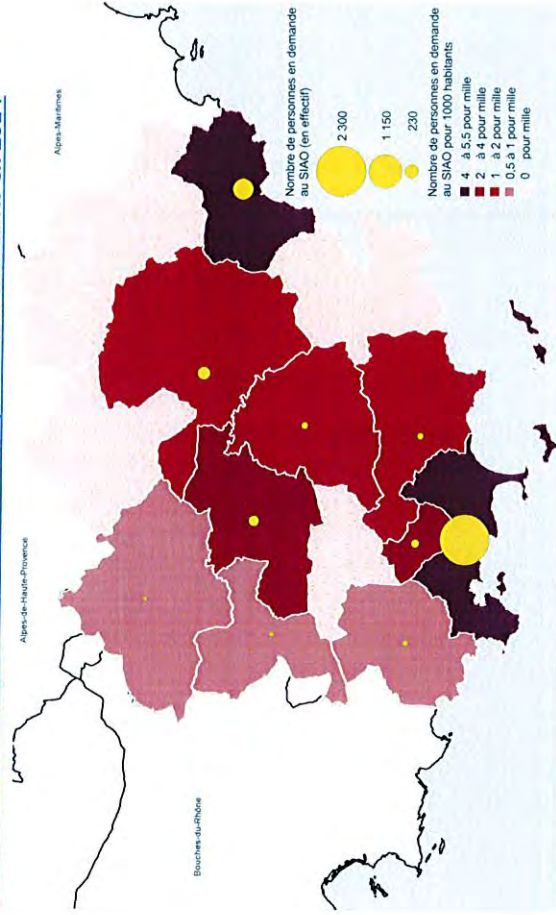 Alpes-de-Haute-Provence
Alpes-Maritimes
Bouches-du-Rhône
Nombre de personnes en demande
au SIAO (en effectif)
2 300
1 150
230
Nombre de personnes en demande
au SIAO pour 1000 habitants
4 à 5,5 pour mille
2 à 4 pour mille
1 à 2 pour mille
0,5 à 1 pour mille
0 pour mille